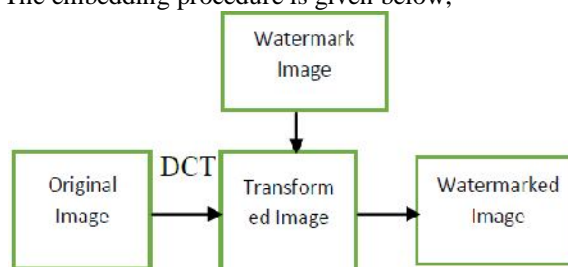 The embedding procedure is given below;
Watermark
Image
Original
Image
DCT
Transform
ed Image
Watermarked
Image